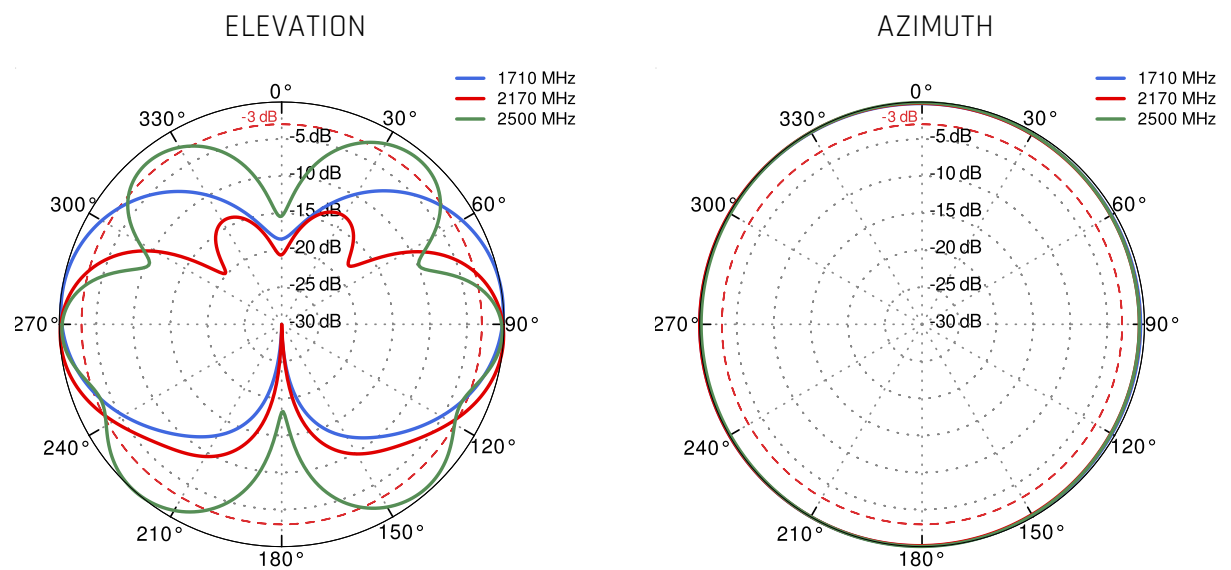 ELEVATION
1710 MHz
2170 MHz
2500 MHz
0°
330°
30°
-3 dB
-5 dB
-10 dB
300°
60°
-15 dB
-20 dB
-25 dB
270°
-30 dB
90°
240°
120°
210°
150°
180°
AZIMUTH
1710 MHz
2170 MHz
2500 MHz
0°
330°
30°
-3 dB
-5 dB
-10 dB
300°
60°
-15 dB
-20 dB
-25 dB
270°
-30 dB
90°
240°
120°
210°
150°
180°